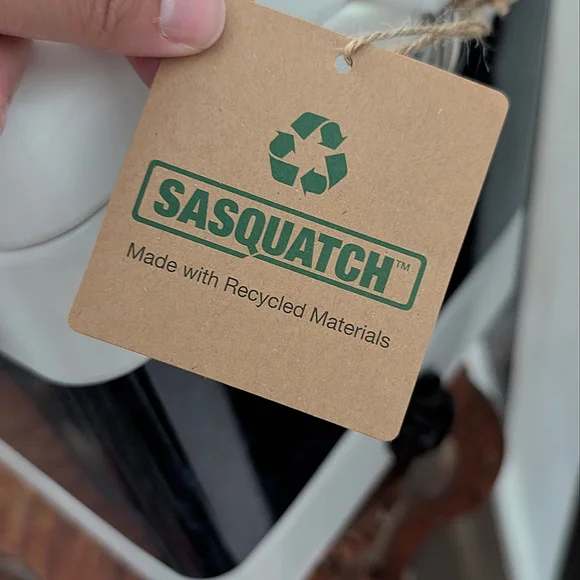 SASQUATCH™
Made with Recycled Materials